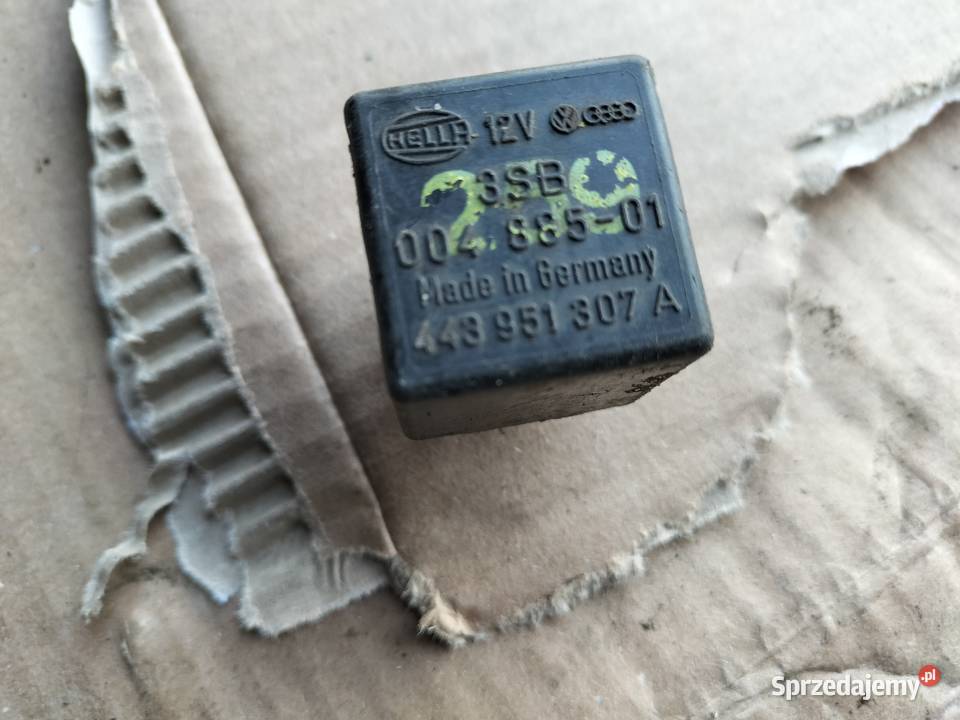 HELLA 12V
3SB
004 885-01
Made in Germany
443 951 307 A
Sprzedajemy.pl